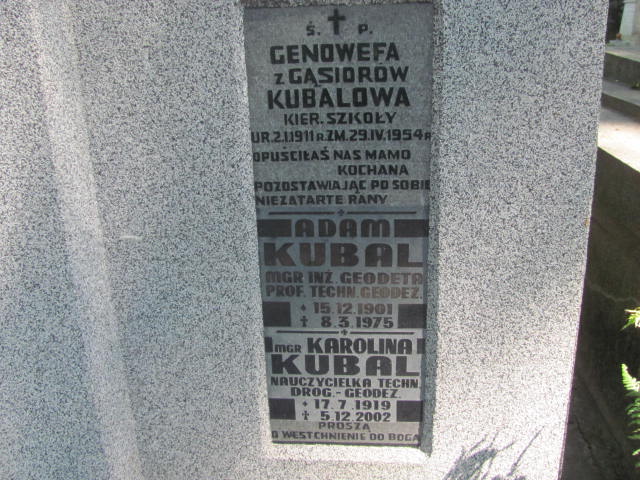 Ś. ✝ P.
GENOWEFA
z GĄSIORÓW
KUBALOWA
KIER. SZKOŁY
UR. 2.I.1911 R. ZM. 29.IV.1954 R
OPUŚCIŁAŚ NAS MAMO
KOCHANA
POZOSTAWIAJĄC PO SOBIE
NIEZATARTE RANY
ADAM
KUBAL
MGR INŻ. GEODETA
PROF. TECHN. GEODEZ.
* 15.12.1901
✝ 8.3.1975
MGR KAROLINA
KUBAL
NAUCZYCIELKA TECHN.
DROG.-GEODEZ.
* 17.7.1919
✝ 5.12.2002
PROSZĄ
O WESTCHNIENIE DO BOGA